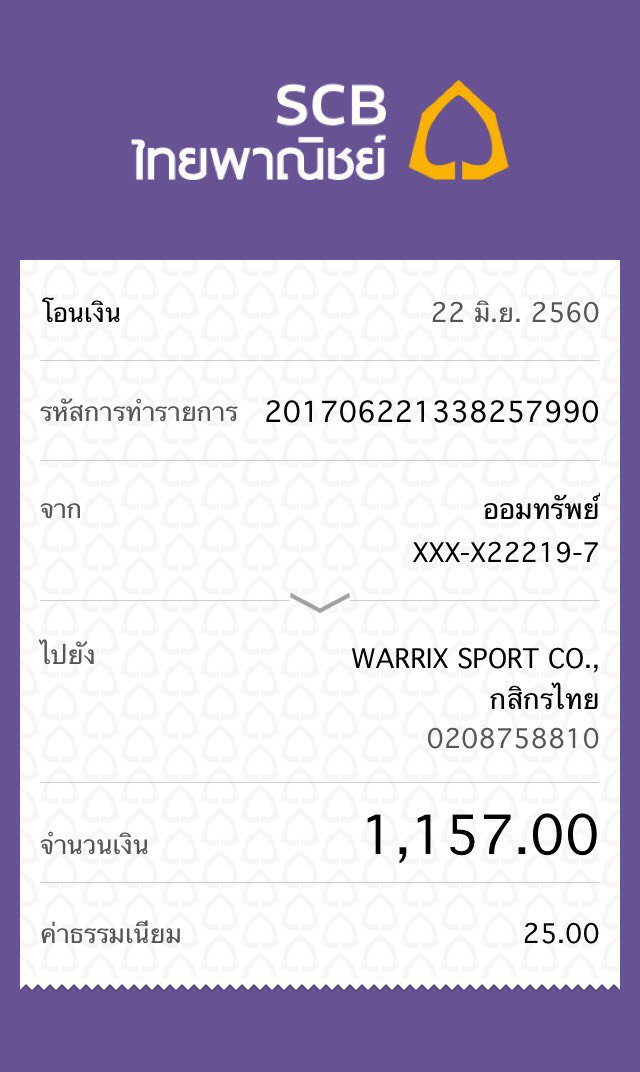 SCB
ไทยพาณิชย์
โอนเงิน 22 มิ.ย. 2560
รหัสการทำรายการ 201706221338257990
จาก ออมทรัพย์
XXX-X22219-7
ไปยัง WARRIX SPORT CO.,
กสิกรไทย
0208758810
จำนวนเงิน 1,157.00
ค่าธรรมเนียม 25.00